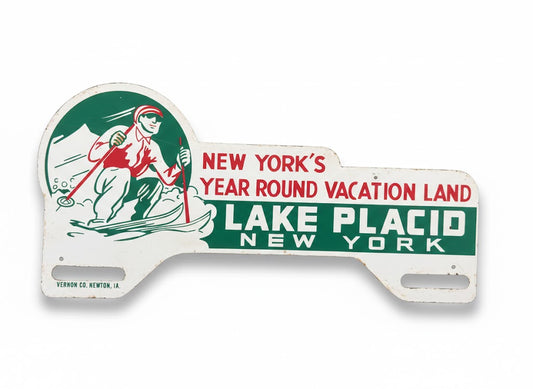 NEW YORK'S
YEAR ROUND VACATION LAND
LAKE PLACID
NEW YORK
VERNON CO. NEWTON, IA.